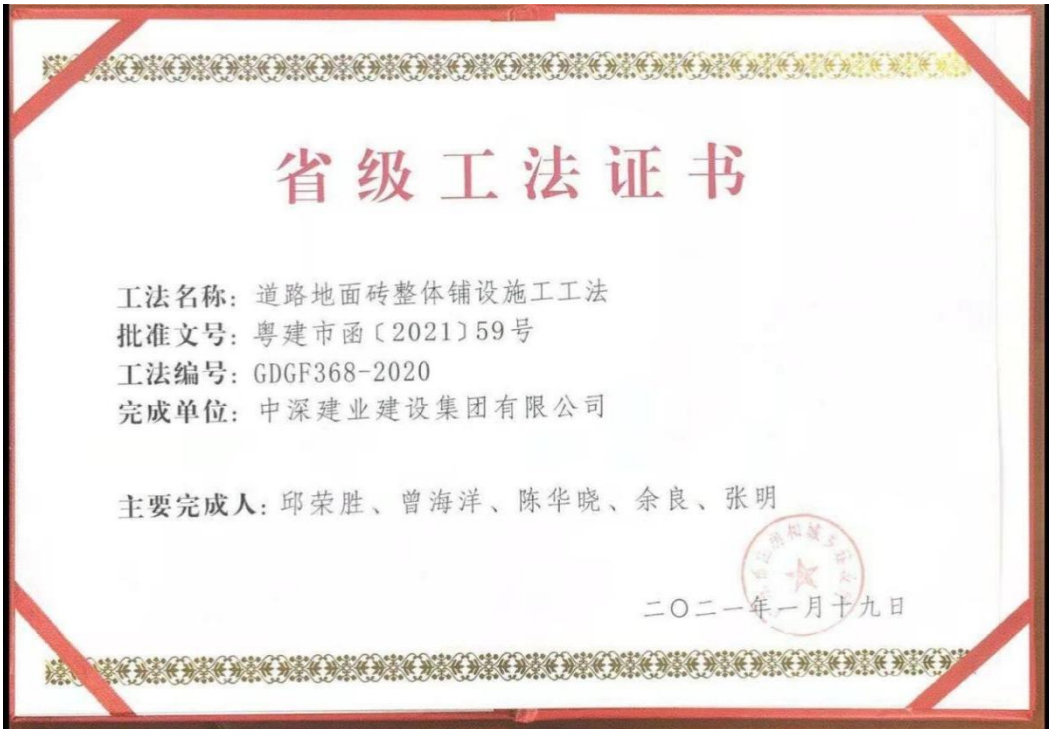 省级工法证书
工法名称：道路地面砖整体铺设施工工法
批准文号：粤建市函〔2021〕59号
工法编号：GDGF368-2020
完成单位：中深建业建设集团有限公司
主要完成人：邱荣胜、曾海洋、陈华晓、余良、张明
二〇二一年一月十九日